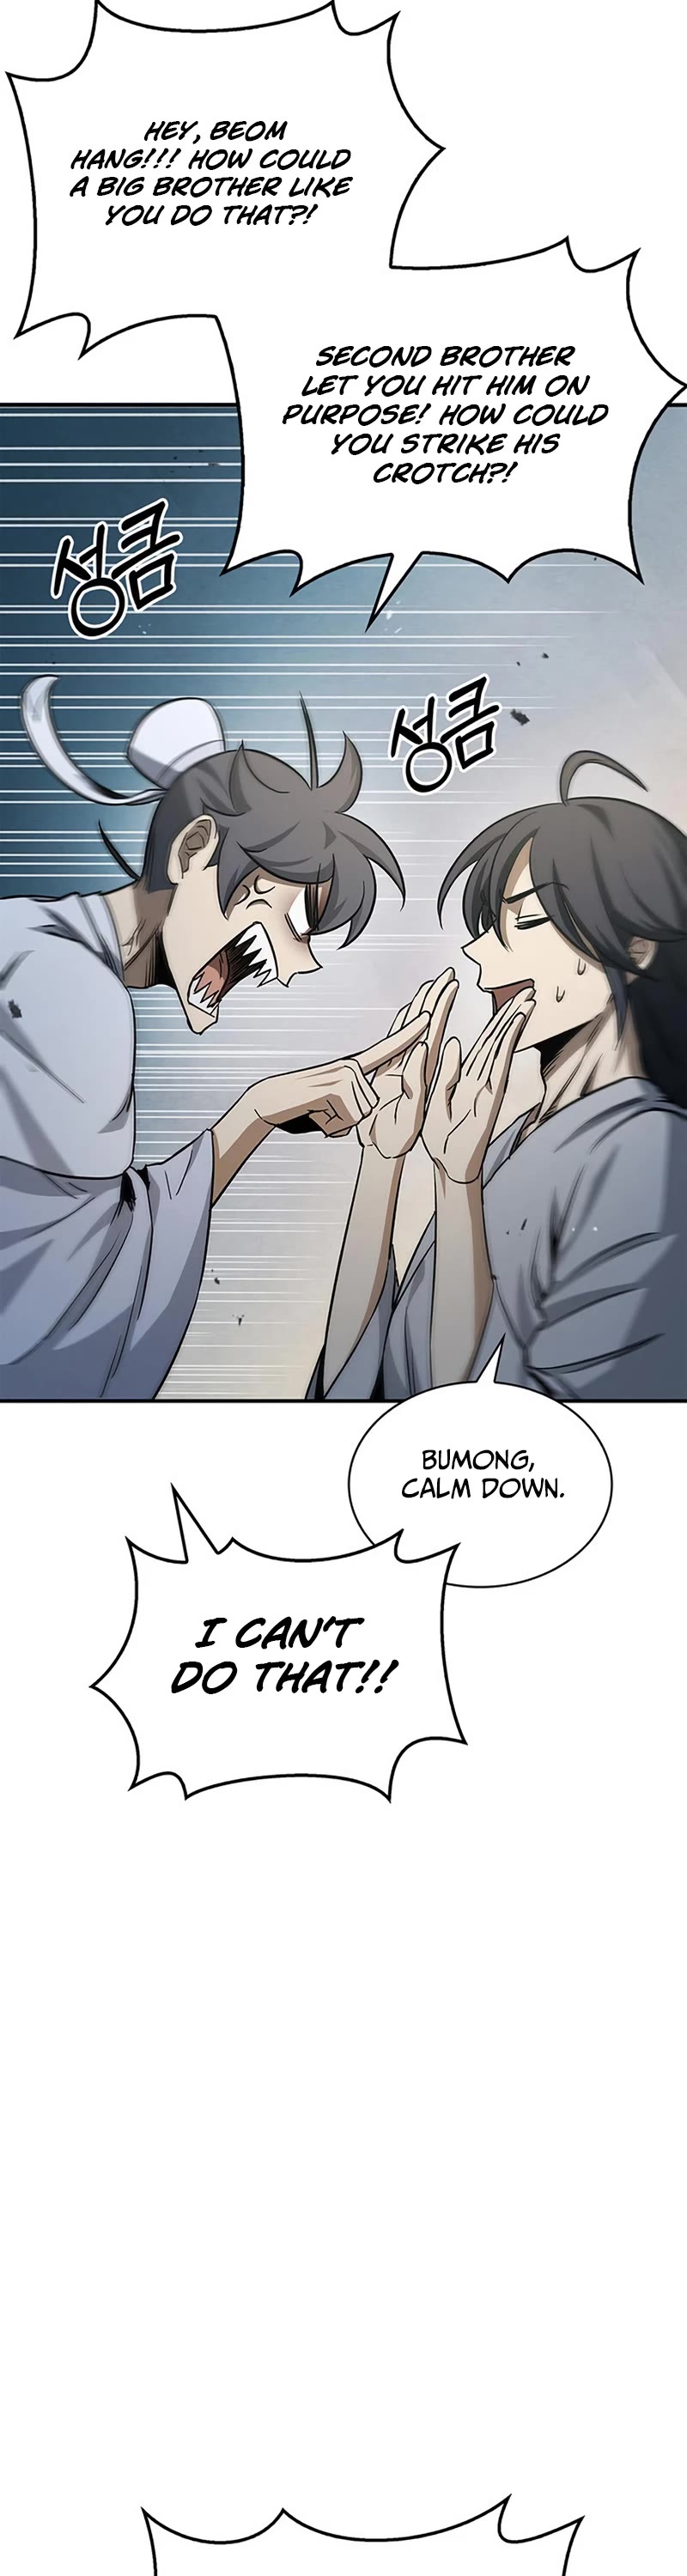 HEY, BEOM
HANG!!! HOW COULD
A BIG BROTHER LIKE
YOU DO THAT?!
SECOND BROTHER
LET YOU HIT HIM ON
PURPOSE! HOW COULD
YOU STRIKE HIS
CROTCH?!
성큼
성큼
BUMONG,
CALM DOWN.
I CAN'T
DO THAT!!